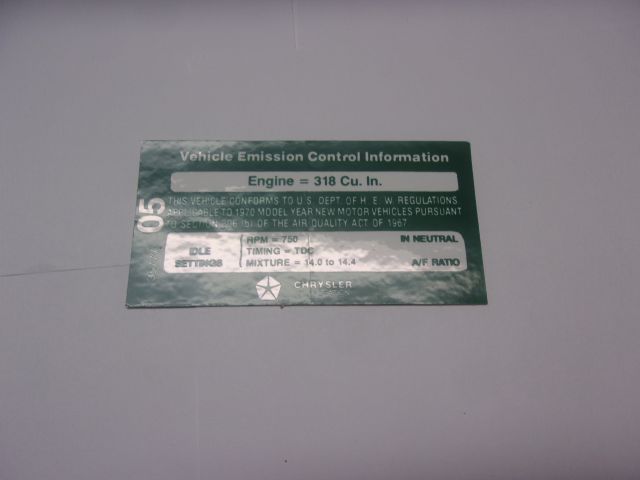 Vehicle Emission Control Information
Engine = 318 Cu. In.
05
THIS VEHICLE CONFORMS TO U.S. DEPT. OF H. E. W. REGULATIONS
APPLICABLE TO 1970 MODEL YEAR NEW MOTOR VEHICLES PURSUANT
TO SECTION 206 (b) OF THE AIR QUALITY ACT OF 1967
IDLE SETTINGS
RPM = 750 IN NEUTRAL
TIMING = TDC
MIXTURE = 14.0 to 14.4 A/F RATIO
CHRYSLER
CORPORATION